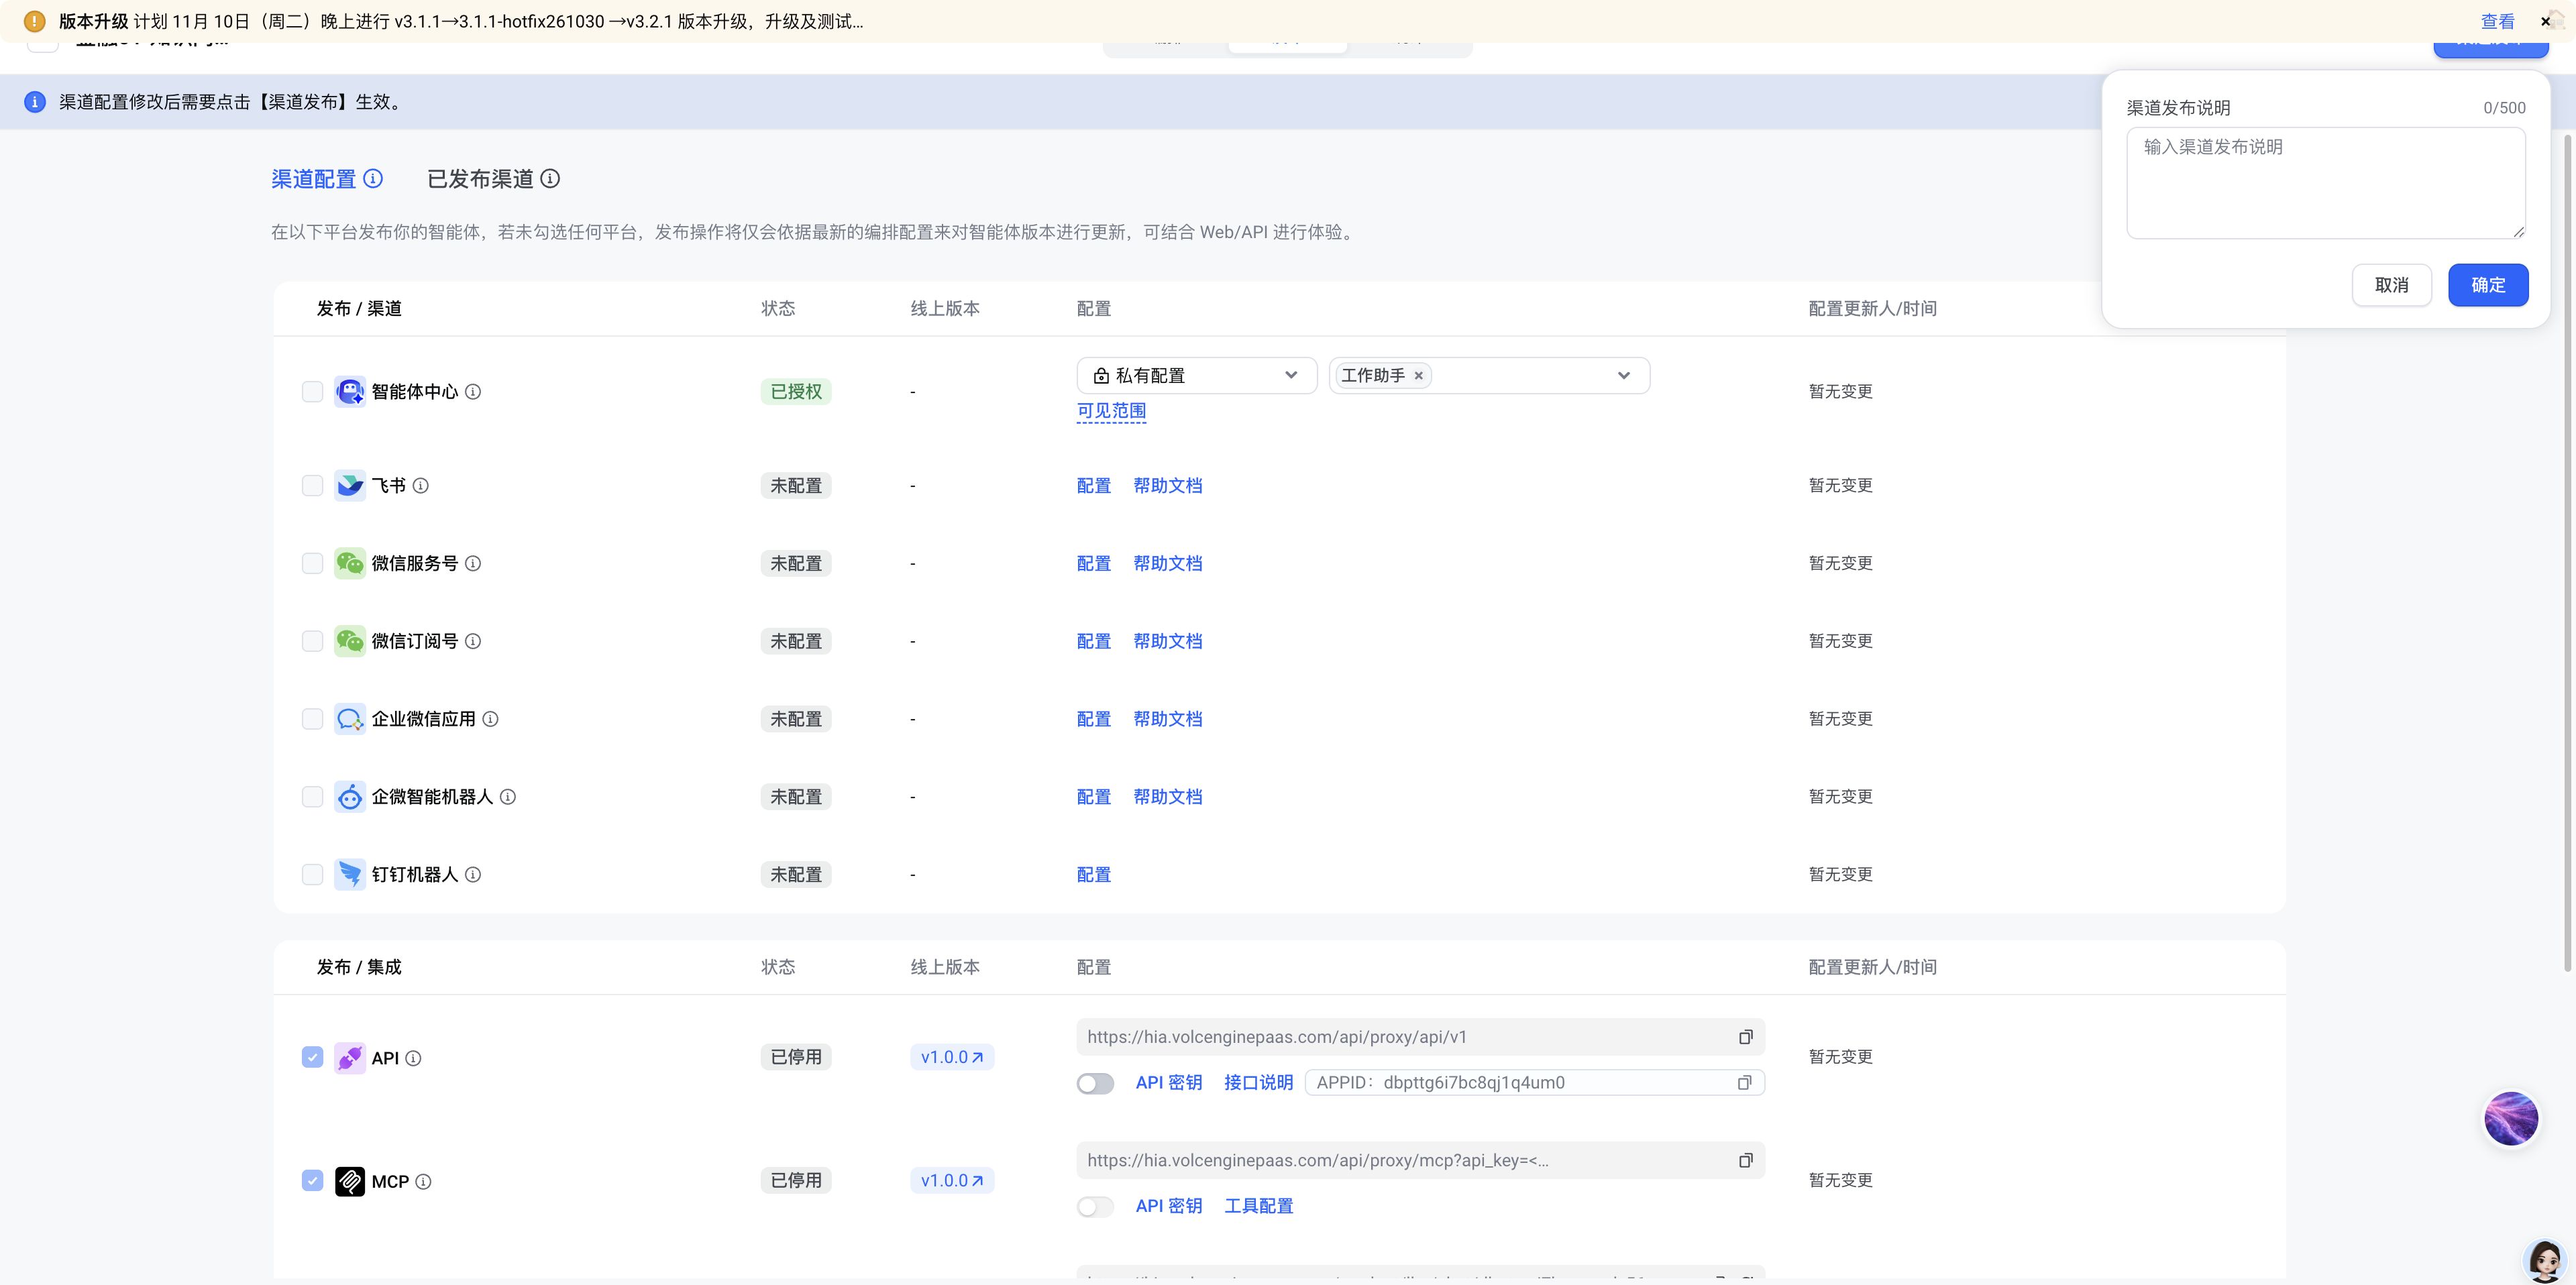 版本升级 计划 11月 10日（周二）晚上进行 v3.1.1→3.1.1-hotfix261030 →v3.2.1 版本升级，升级及测试...
查看
渠道配置修改后需要点击【渠道发布】生效。
渠道发布说明
0/500
输入渠道发布说明
取消
确定
渠道配置
已发布渠道
在以下平台发布你的智能体，若未勾选任何平台，发布操作将仅会依据最新的编排配置来对智能体版本进行更新，可结合 Web/API 进行体验。
发布 / 渠道 状态 线上版本 配置 配置更新人/时间
智能体中心 已授权 - 私有配置 工作助手 × 暂无变更
可见范围
飞书 未配置 - 配置 帮助文档 暂无变更
微信服务号 未配置 - 配置 帮助文档 暂无变更
微信订阅号 未配置 - 配置 帮助文档 暂无变更
企业微信应用 未配置 - 配置 帮助文档 暂无变更
企微智能机器人 未配置 - 配置 帮助文档 暂无变更
钉钉机器人 未配置 - 配置 暂无变更
发布 / 集成 状态 线上版本 配置 配置更新人/时间
https://hia.volcenginepaas.com/api/proxy/api/v1
API 已停用 v1.0.0 暂无变更
API 密钥 接口说明 APPID：dbpttg6i7bc8qj1q4um0
https://hia.volcenginepaas.com/api/proxy/mcp?api_key=<...
MCP 已停用 v1.0.0 暂无变更
API 密钥 工具配置